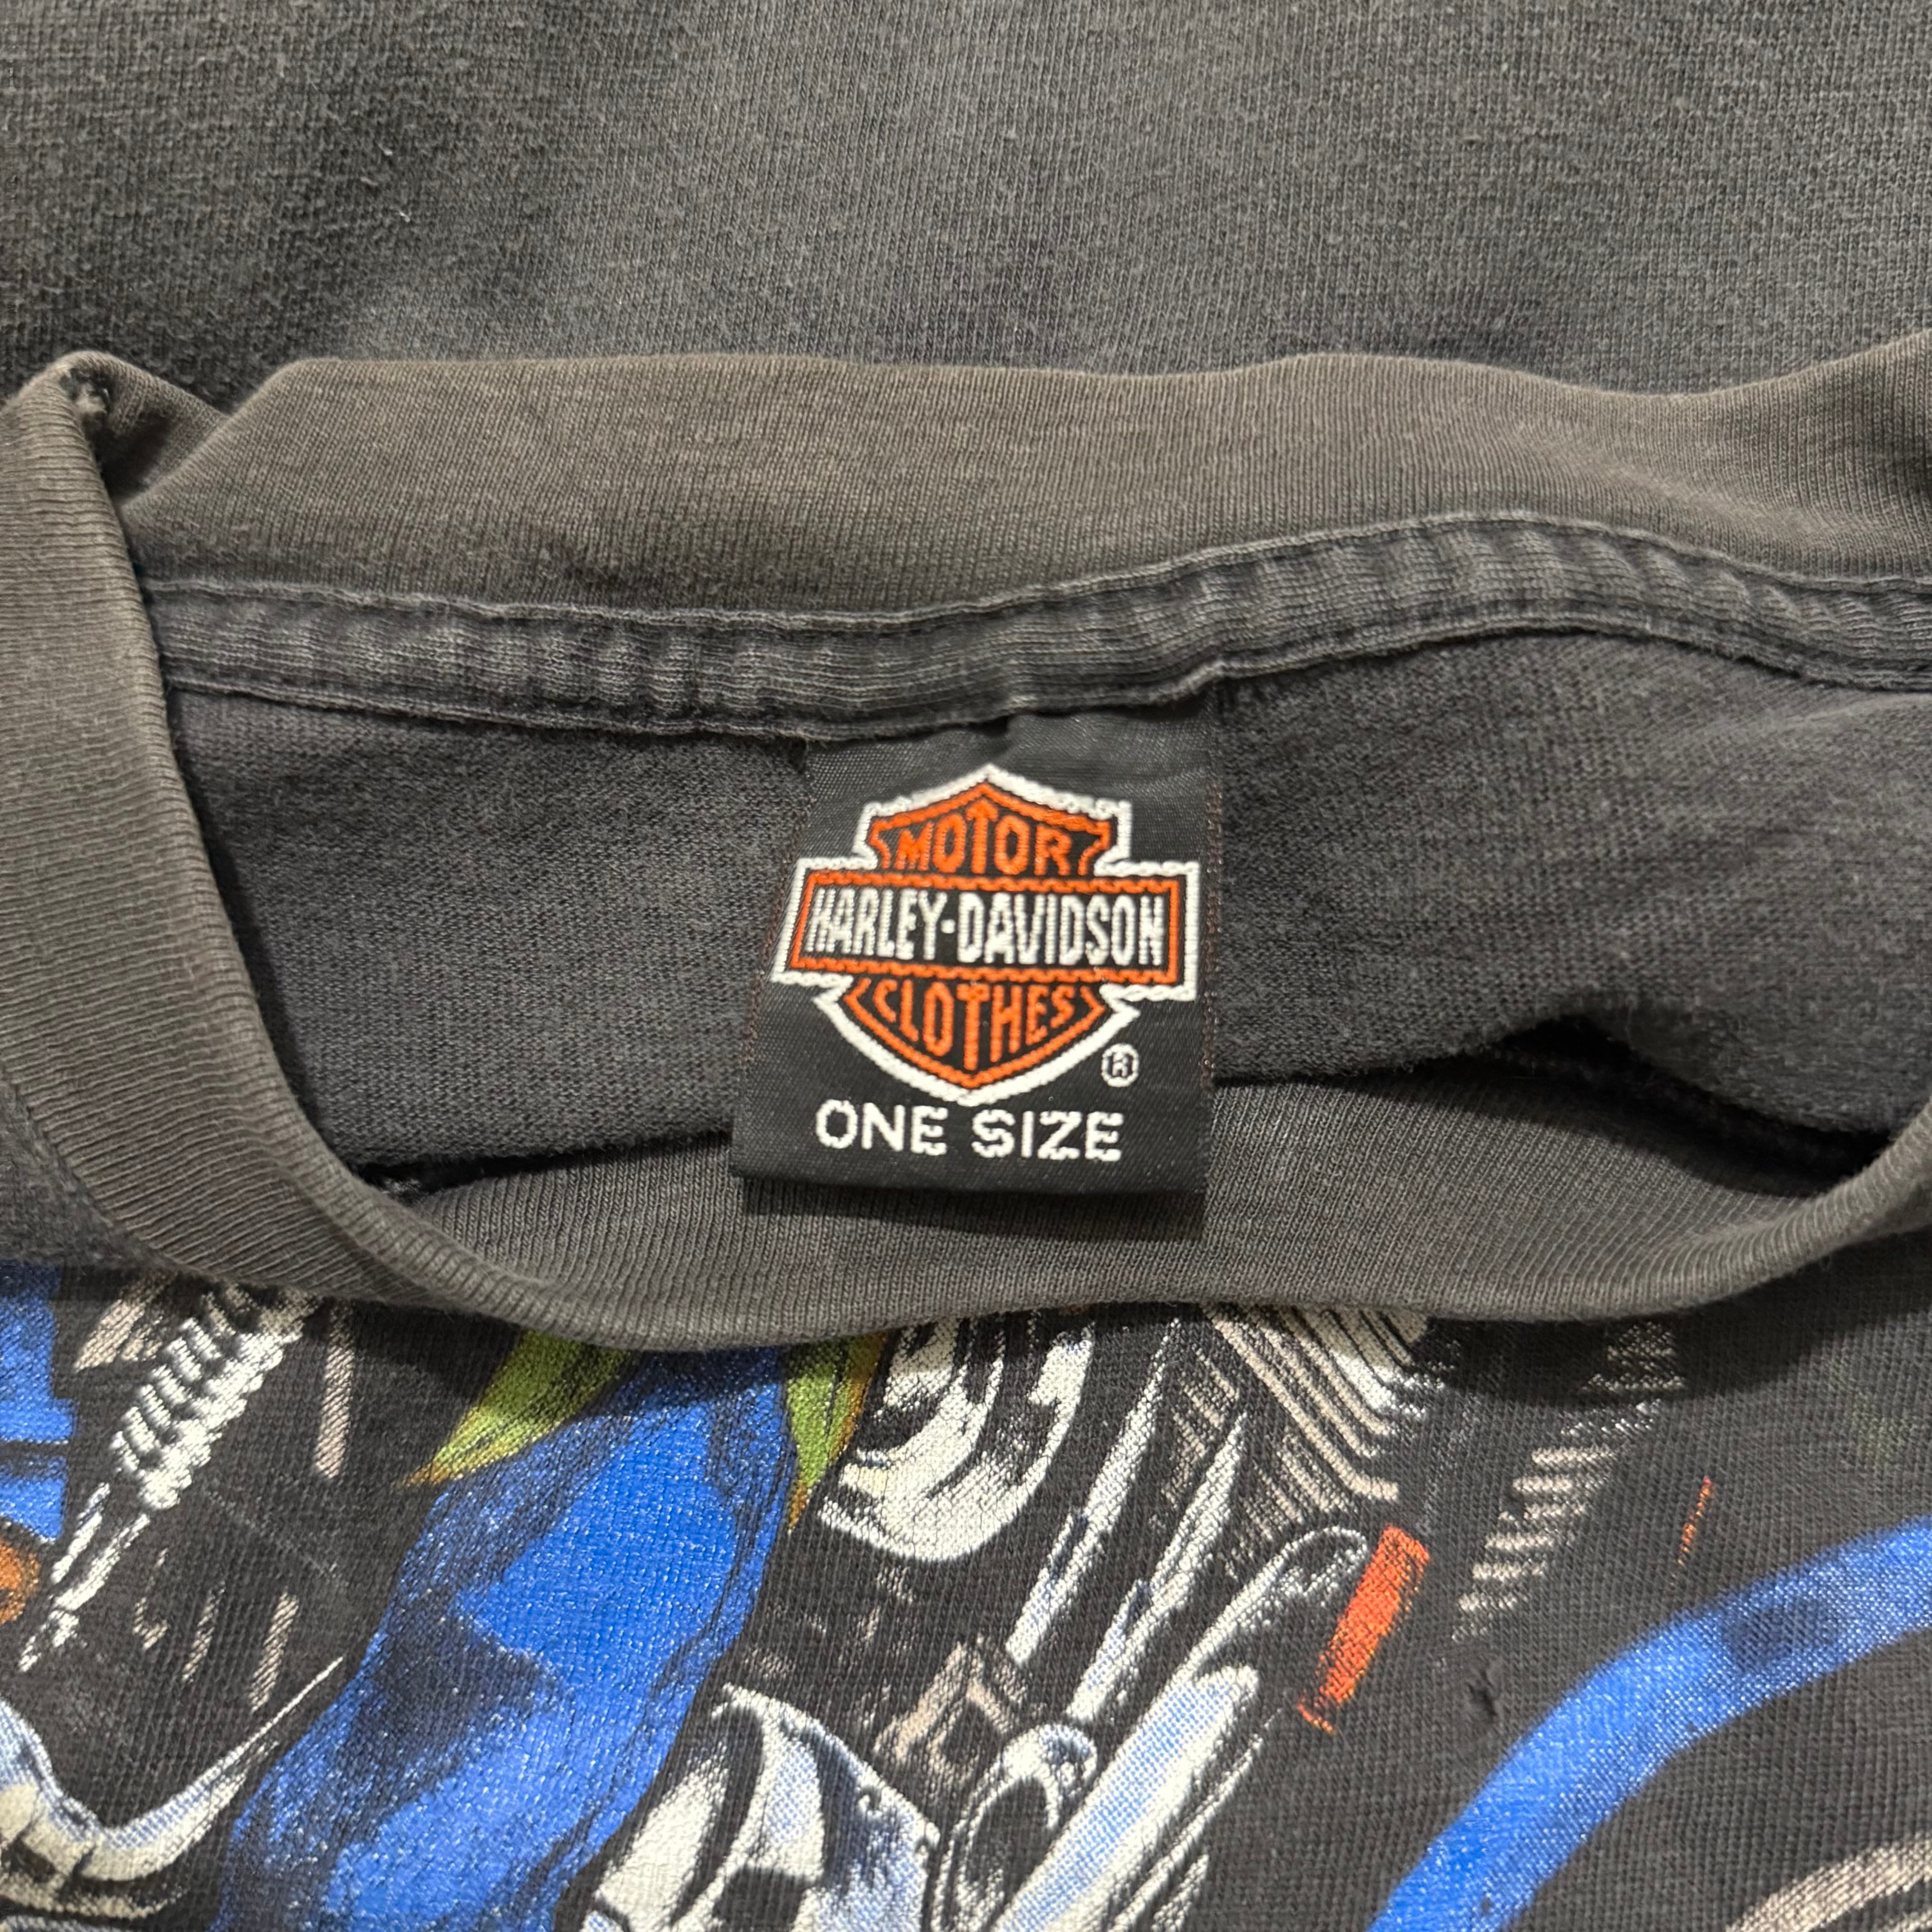 MOTOR
HARLEY-DAVIDSON
CLOTHES
®
ONE SIZE